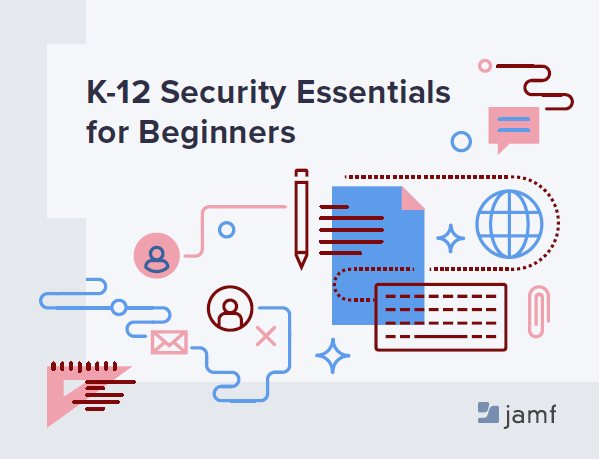 K-12 Security Essentials
for Beginners
jamf